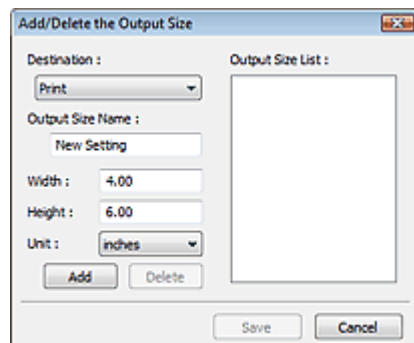 Add/Delete the Output Size
Destination :
Print
Output Size Name :
New Setting
Width : 4.00
Height : 6.00
Unit : inches
Add Delete
Output Size List :
Save Cancel